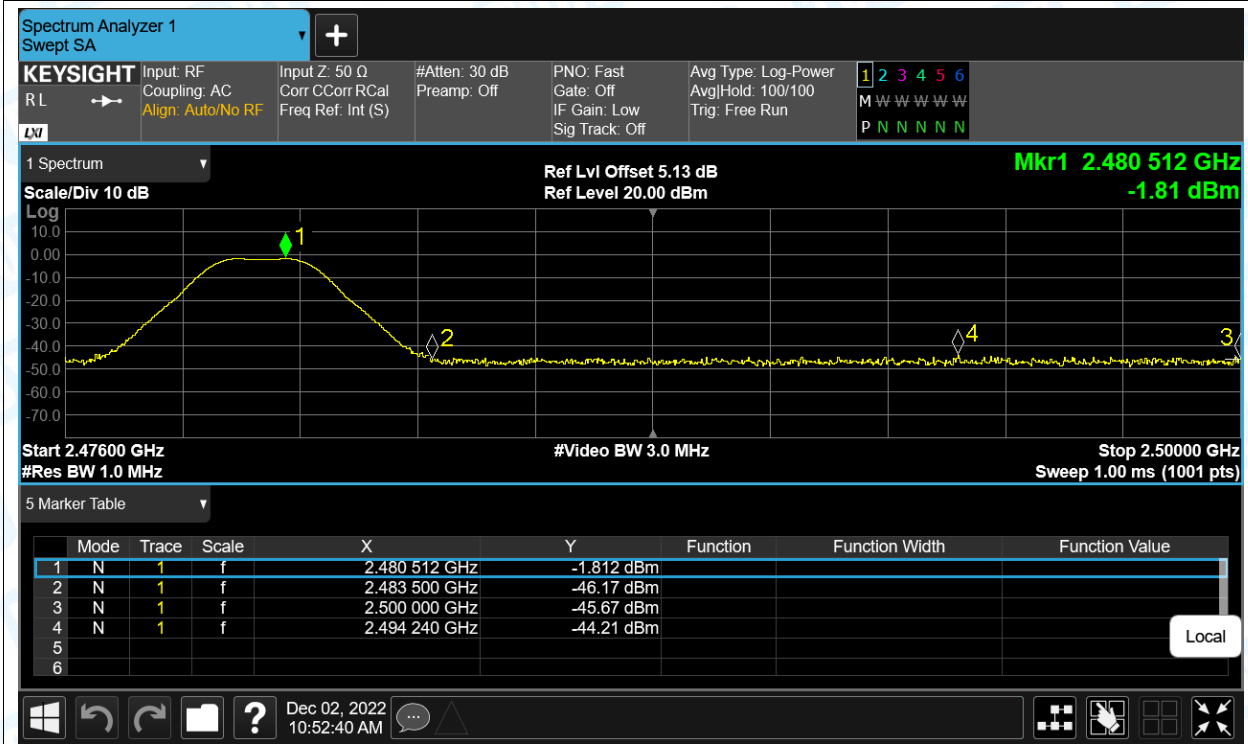 Spectrum Analyzer 1
Swept SA
KEYSIGHT
R L
LXI
Input: RF
Coupling: AC
Align: Auto/No RF
Input Z: 50 Ω
Corr CCorr RCal
Freq Ref: Int (S)
#Atten: 30 dB
Preamp: Off
PNO: Fast
Gate: Off
IF Gain: Low
Sig Track: Off
Avg Type: Log-Power
Avg|Hold: 100/100
Trig: Free Run
1 2 3 4 5 6
M W W W W W W
P N N N N N
1 Spectrum
Scale/Div 10 dB
Ref Lvl Offset 5.13 dB
Ref Level 20.00 dBm
Mkr1 2.480 512 GHz
-1.81 dBm
Log
10.0
0.00
-10.0
-20.0
-30.0
-40.0
-50.0
-60.0
-70.0
1
2
4
3
Start 2.47600 GHz
#Res BW 1.0 MHz
#Video BW 3.0 MHz
Stop 2.50000 GHz
Sweep 1.00 ms (1001 pts)
5 Marker Table
Mode Trace Scale X Y Function Function Width Function Value
1 N 1 f 2.480 512 GHz -1.812 dBm
2 N 1 f 2.483 500 GHz -46.17 dBm
3 N 1 f 2.500 000 GHz -45.67 dBm
4 N 1 f 2.494 240 GHz -44.21 dBm
5
6
Local
?
Dec 02, 2022
10:52:40 AM